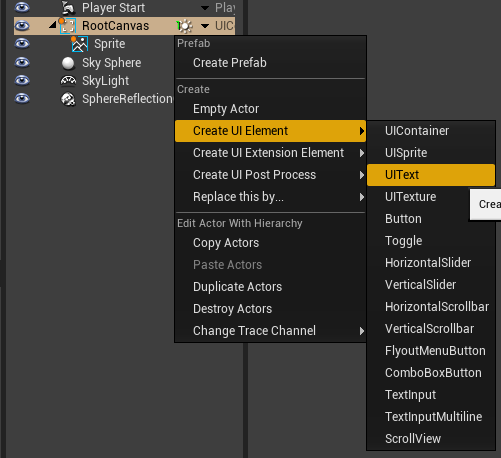 Player Start
Play
RootCanvas
UIC
Sprite
Sky Sphere
SkyLight
SphereReflection
Prefab
Create Prefab
Create
Empty Actor
Create UI Element
Create UI Extension Element
Create UI Post Process
Replace this by...
Edit Actor With Hierarchy
Copy Actors
Paste Actors
Duplicate Actors
Destroy Actors
Change Trace Channel
UIContainer
UISprite
UIText
UITexture
Button
Toggle
HorizontalSlider
VerticalSlider
HorizontalScrollbar
VerticalScrollbar
FlyoutMenuButton
ComboBoxButton
TextInput
TextInputMultiline
ScrollView
Crea